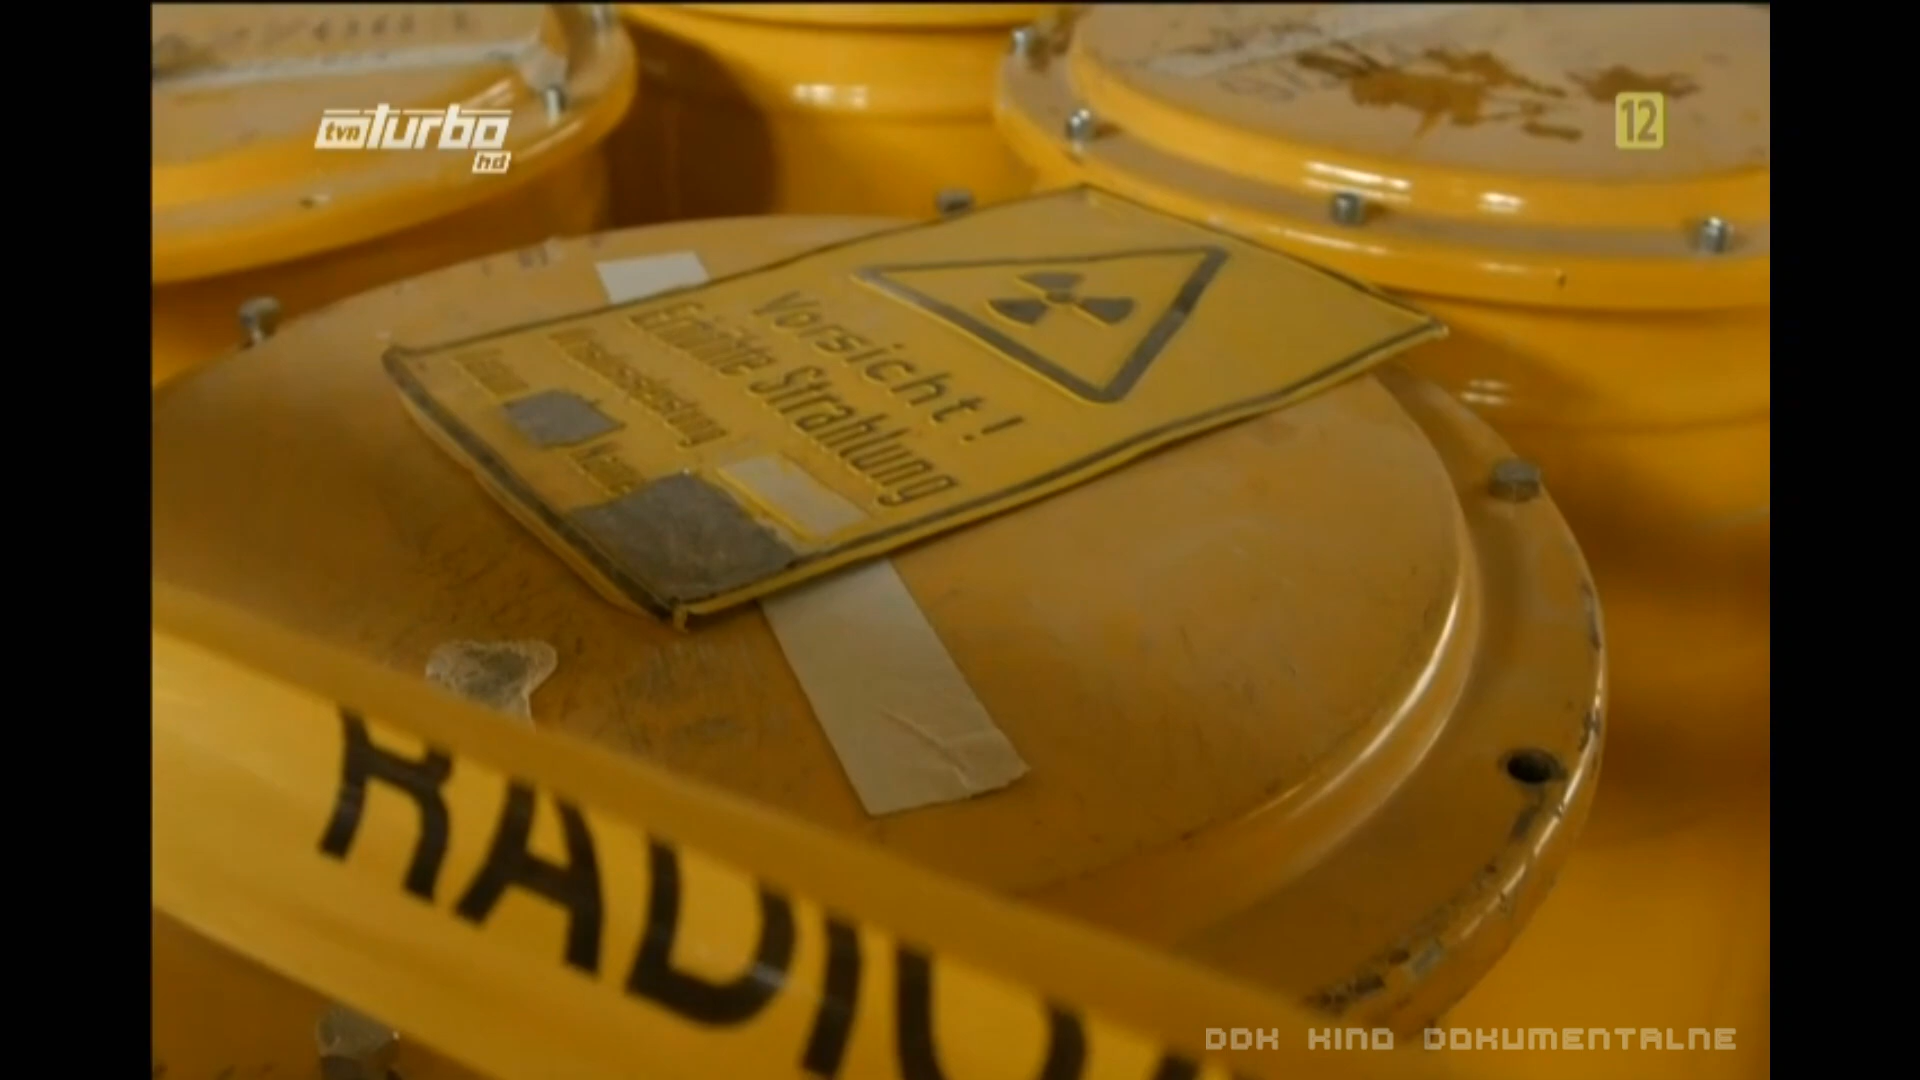 tvn turbo
hd
12
Vorsicht!
Erhöhte Strahlung
RADIO
DDK KINO DOKUMENTALNE